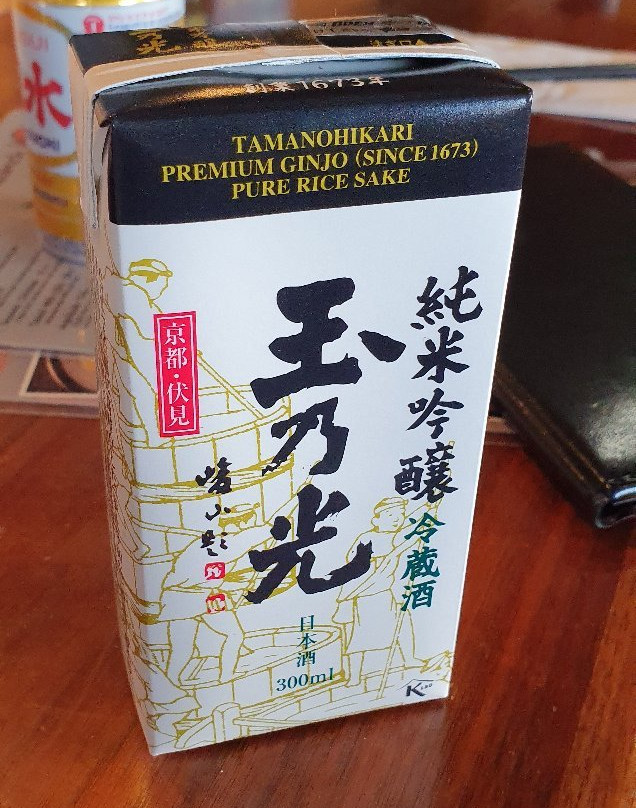 創業1673年
TAMANOHIKARI
PREMIUM GINJO (SINCE 1673)
PURE RICE SAKE
純米吟醸
冷蔵酒
玉乃光
京都・伏見
日本酒
300ml
水